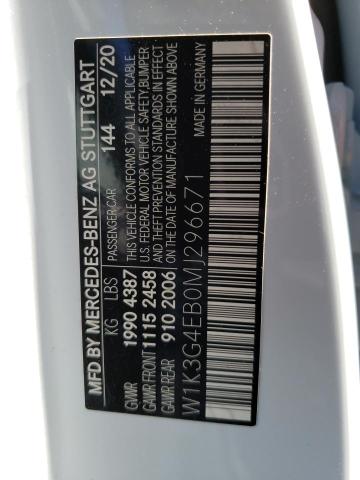 MFD BY MERCEDES-BENZ AG STUTTGART
PASSENGER CAR 144 12/20
KG LBS THIS VEHICLE CONFORMS TO ALL APPLICABLE
GVWR 1990 4387 U.S. FEDERAL MOTOR VEHICLE SAFETY, BUMPER
GAWR FRONT 1115 2458 AND THEFT PREVENTION STANDARDS IN EFFECT
GAWR REAR 910 2006 ON THE DATE OF MANUFACTURE SHOWN ABOVE
W1K3G4EB0MJ296671 MADE IN GERMANY